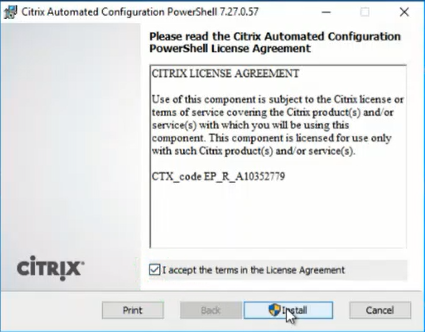 Citrix Automated Configuration PowerShell 7.27.0.57
Please read the Citrix Automated Configuration
PowerShell License Agreement
CITRIX LICENSE AGREEMENT
Use of this component is subject to the Citrix license or
terms of service covering the Citrix product(s) and/or
service(s) with which you will be using this
component. This component is licensed for use only
with such Citrix product(s) and/or service(s).
CTX_code EP_R_A10352779
citrix
I accept the terms in the License Agreement
Print
Back
Install
Cancel